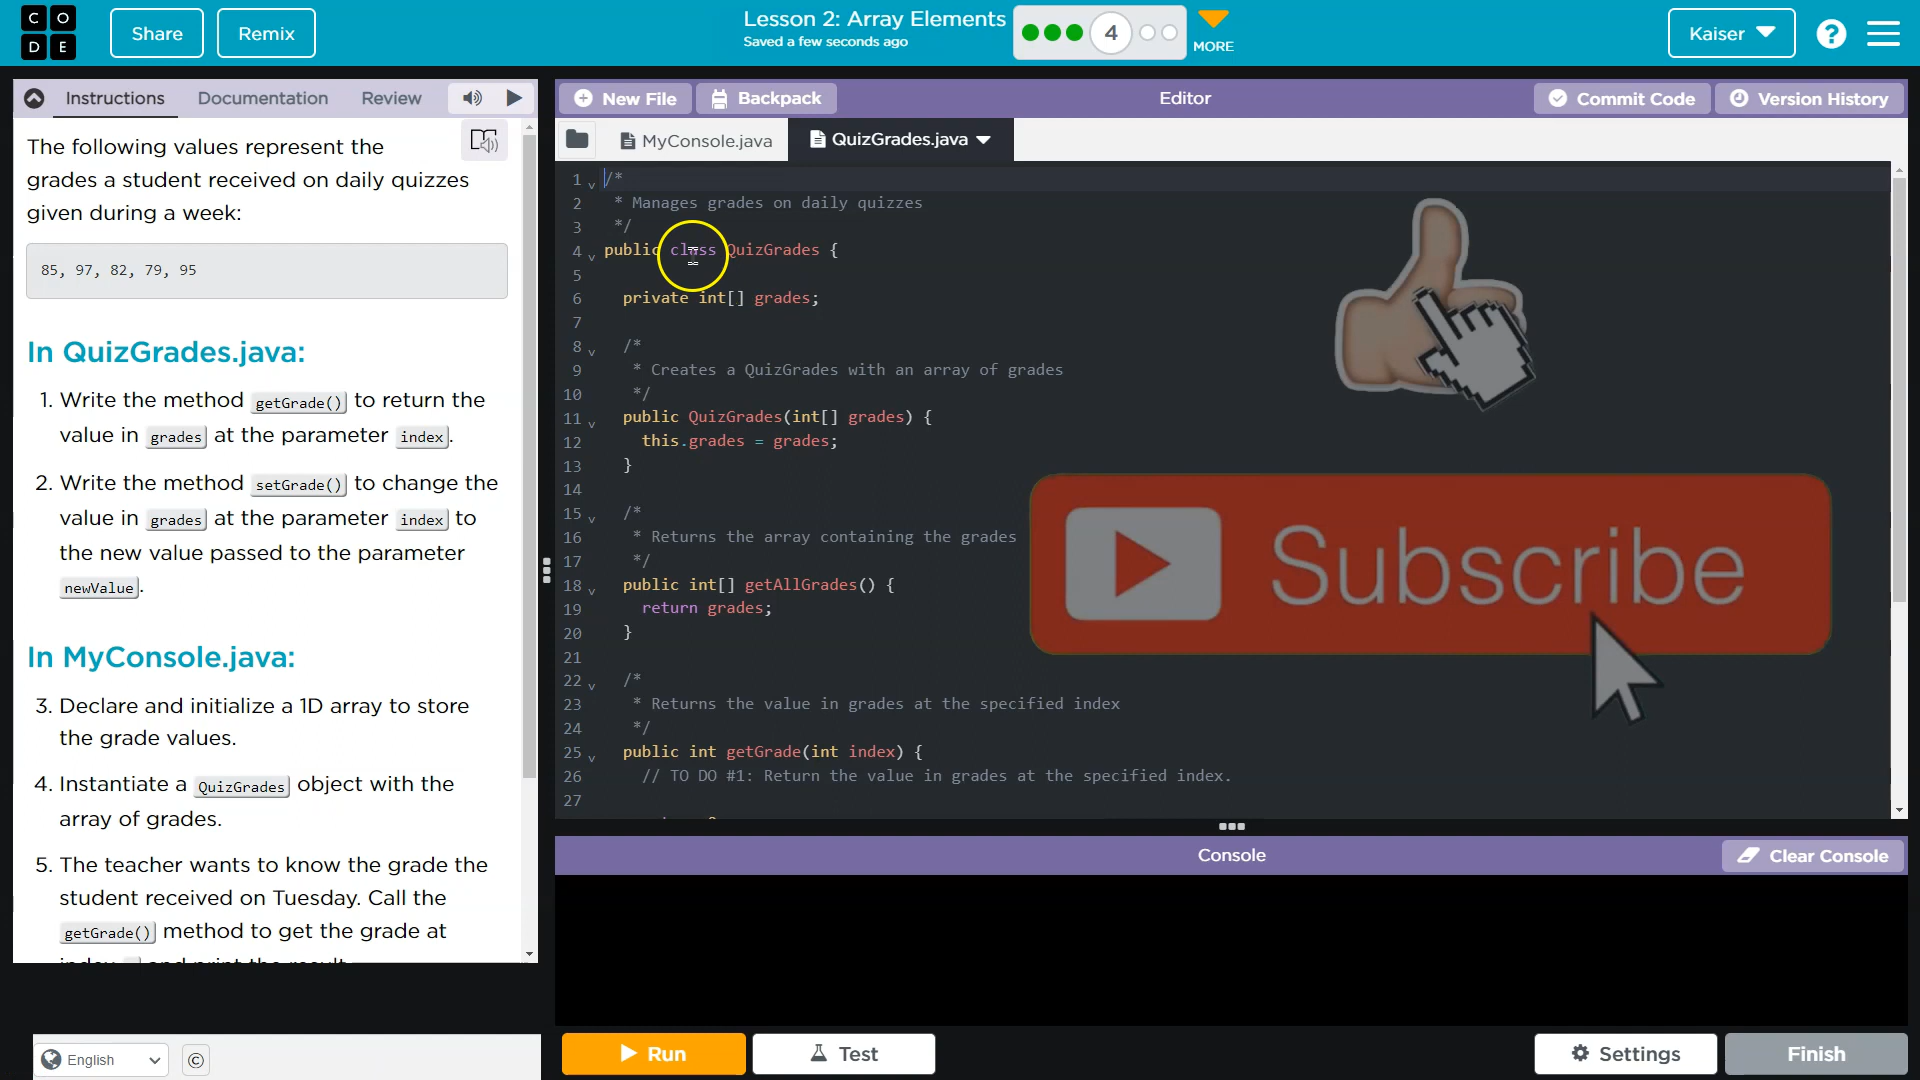 C O
D E
Share
Remix
Lesson 2: Array Elements
Saved a few seconds ago
4
MORE
Kaiser
?
Instructions
Documentation
Review
The following values represent the
grades a student received on daily quizzes
given during a week:
85, 97, 82, 79, 95
In QuizGrades.java:
1. Write the method getGrade() to return the
value in grades at the parameter index.
2. Write the method setGrade() to change the
value in grades at the parameter index to
the new value passed to the parameter
newValue.
In MyConsole.java:
3. Declare and initialize a 1D array to store
the grade values.
4. Instantiate a QuizGrades object with the
array of grades.
5. The teacher wants to know the grade the
student received on Tuesday. Call the
getGrade() method to get the grade at
English
©
New File
Backpack
Editor
Commit Code
Version History
MyConsole.java
QuizGrades.java
1 /*
2 * Manages grades on daily quizzes
3 */
4 public class QuizGrades {
5
6 private int[] grades;
7
8 /*
9 * Creates a QuizGrades with an array of grades
10 */
11 public QuizGrades(int[] grades) {
12 this.grades = grades;
13 }
14
15 /*
16 * Returns the array containing the grades
17 */
18 public int[] getAllGrades() {
19 return grades;
20 }
21
22 /*
23 * Returns the value in grades at the specified index
24 */
25 public int getGrade(int index) {
26 // TO DO #1: Return the value in grades at the specified index.
27
Subscribe
Console
Clear Console
Run
Test
Settings
Finish